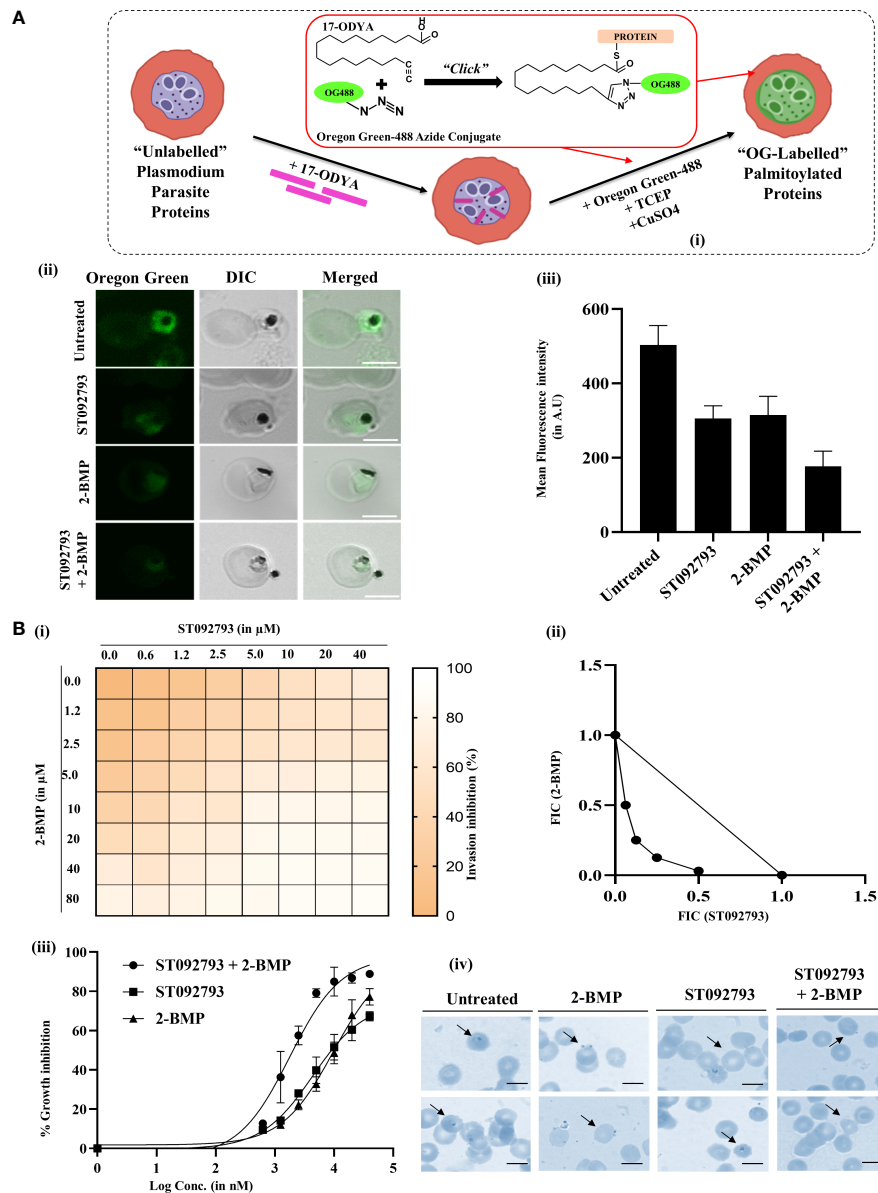 A
17-ODYA
H
O
O
C
C
+
OG488
N
N
N
Oregon Green-488 Azide Conjugate
"Click"
PROTEIN
S
O
N
N
N
OG488
"Unlabelled"
Plasmodium
Parasite
Proteins
+ 17-ODYA
+ Oregon Green-488
+ TCEP
+CuSO4
"OG-Labelled"
Palmitoylated
Proteins
(i)
(ii)
Oregon Green DIC Merged
Untreated
ST092793
2-BMP
ST092793
+ 2-BMP
(iii)
Mean Fluorescence intensity
(in A.U)
600
400
200
0
Untreated
ST092793
2-BMP
ST092793 +
2-BMP
B (i)
ST092793 (in µM)
0.0 0.6 1.2 2.5 5.0 10 20 40
2-BMP (in µM
0.0
1.2
2.5
5.0
10
20
40
80
100
80
60
40
20
0
Invasion inhibition (%)
(ii)
FIC (2-BMP)
1.5
1.0
0.5
0.0
0.0 0.5 1.0 1.5
FIC (ST092793)
(iii)
% Growth inhibition
100
80
60
40
20
0
ST092793 + 2-BMP
ST092793
2-BMP
0 1 2 3 4 5
Log Conc. (in nM)
(iv)
Untreated 2-BMP ST092793 ST092793
+ 2-BMP